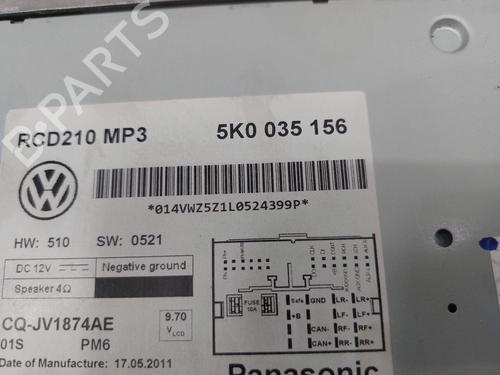 B-PARTS
RCD210 MP3 5K0 035 156
*014VWZ5Z1L0524399P*
HW: 510 SW: 0521
DC 12V Negative ground
Speaker 4Ω
CQ-JV1874AE
9.70
V LCD
01S PM6
Date of Manufacture: 17.05.2011
FUSE
10A
Safe GND LR- LR+
+B LF- LF+
CAN- RF- RF+
CAN+ RR- RR+
Panasonic